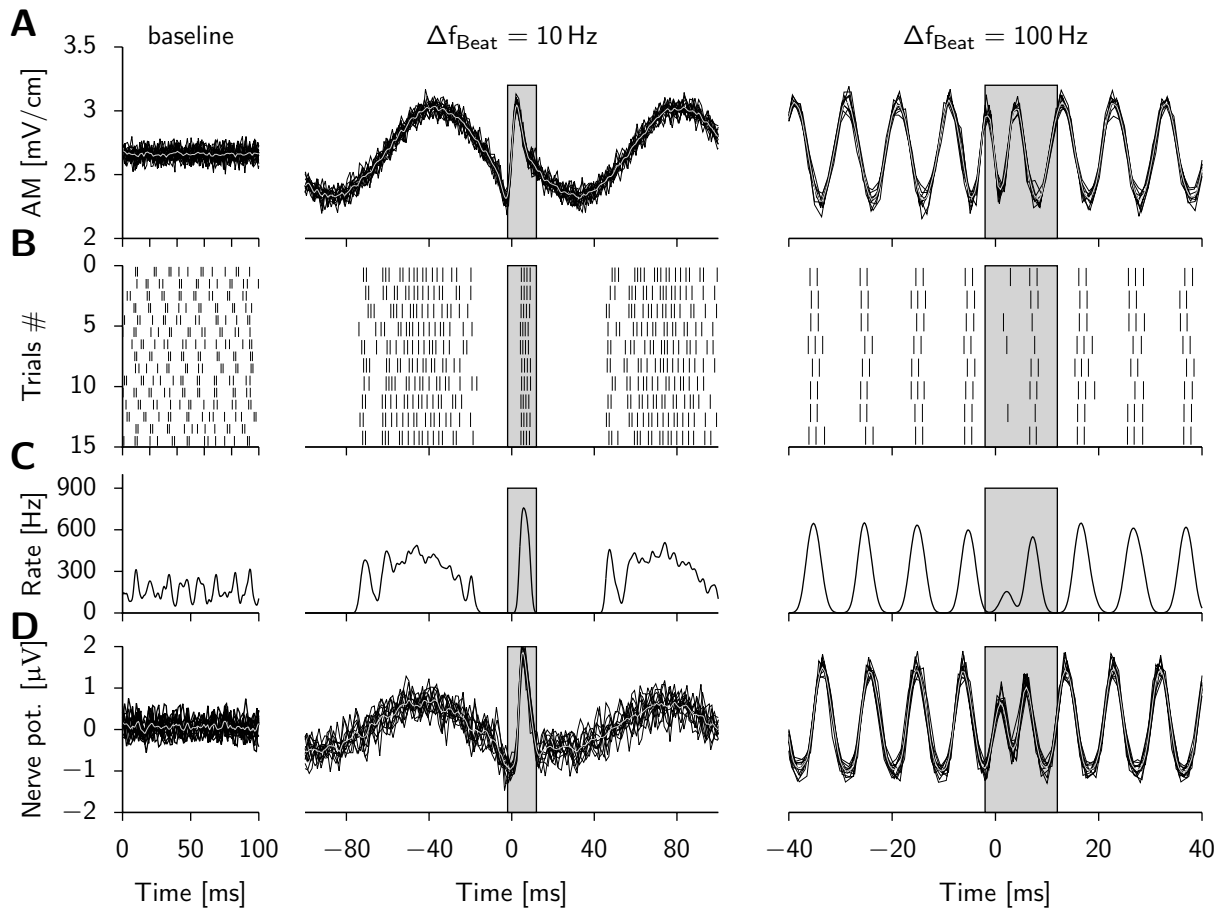 A
baseline
Δf_Beat = 10 Hz
Δf_Beat = 100 Hz
AM [mV/cm]
3.5
3
2.5
2
B
Trials #
0
5
10
15
C
Rate [Hz]
900
600
300
0
D
Nerve pot. [μV]
2
1
0
−1
−2
0 50 100
−80 −40 0 40 80
−40 −20 0 20 40
Time [ms]
Time [ms]
Time [ms]